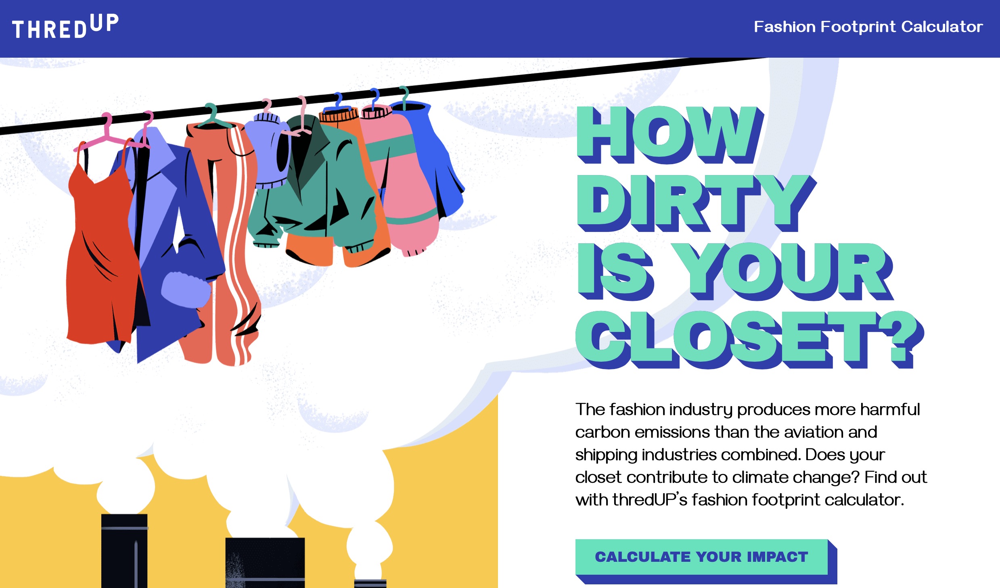 THREDUP
Fashion Footprint Calculator
HOW
DIRTY
IS YOUR
CLOSET?
The fashion industry produces more harmful
carbon emissions than the aviation and
shipping industries combined. Does your
closet contribute to climate change? Find out
with thredUP’s fashion footprint calculator.
CALCULATE YOUR IMPACT